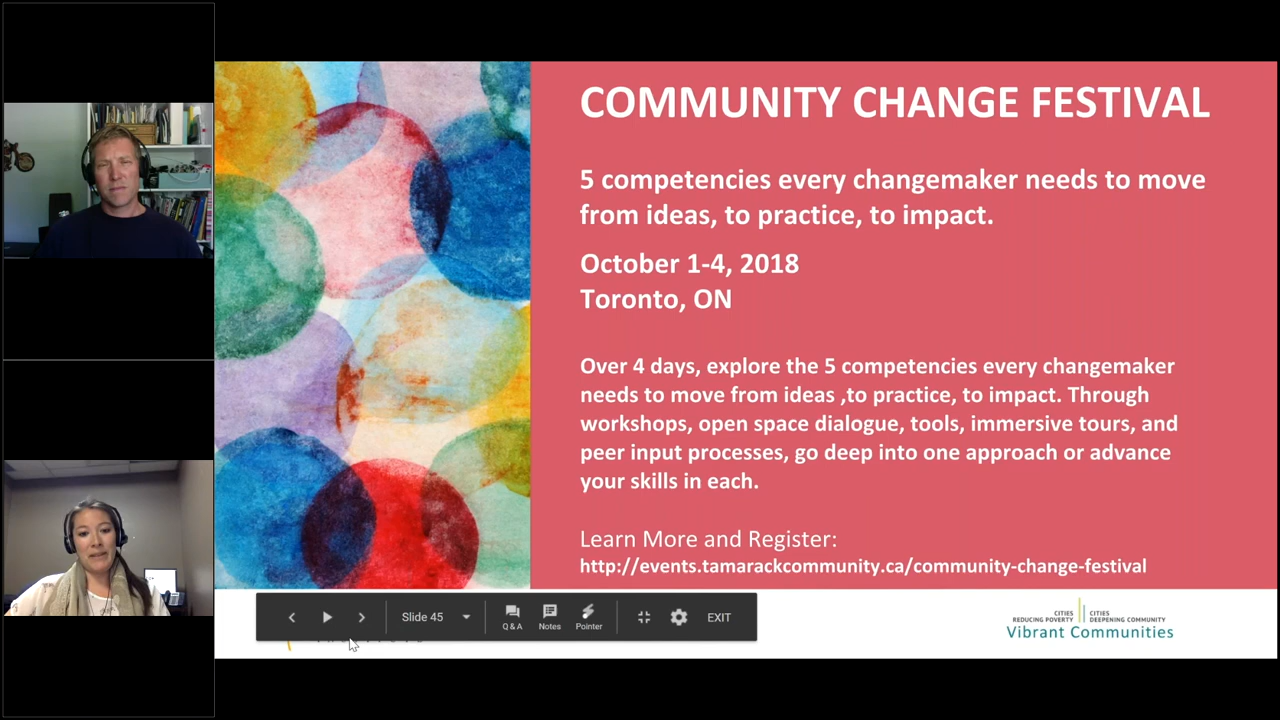 COMMUNITY CHANGE FESTIVAL
5 competencies every changemaker needs to move
from ideas, to practice, to impact.
October 1-4, 2018
Toronto, ON
Over 4 days, explore the 5 competencies every changemaker
needs to move from ideas ,to practice, to impact. Through
workshops, open space dialogue, tools, immersive tours, and
peer input processes, go deep into one approach or advance
your skills in each.
Learn More and Register:
http://events.tamarackcommunity.ca/community-change-festival
Slide 45
Q & A
Notes
Pointer
EXIT
CITIES
REDUCING POVERTY
CITIES
DEEPENING COMMUNITY
Vibrant Communities